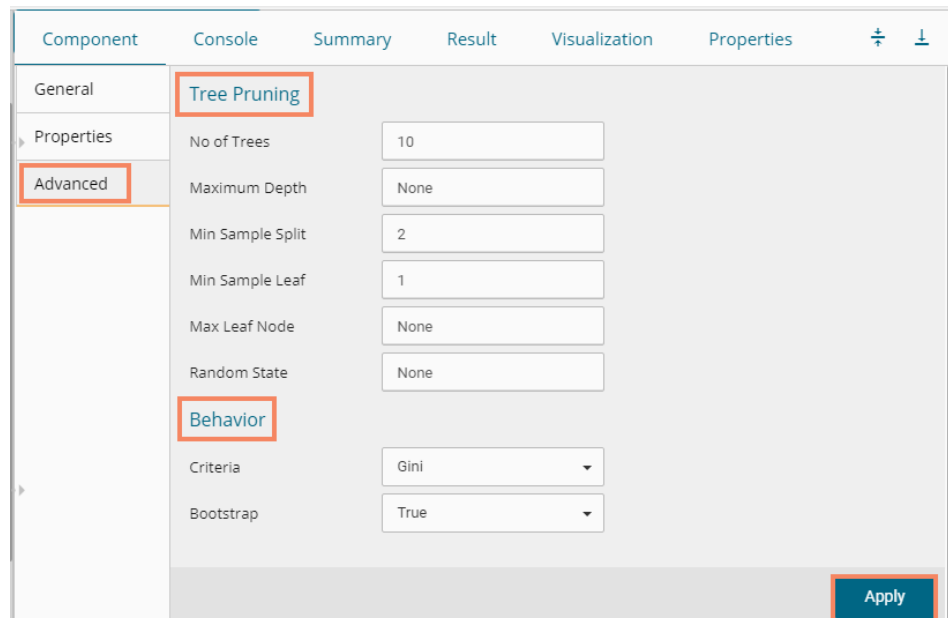 Component Console Summary Result Visualization Properties
General
Properties
Advanced
Tree Pruning
No of Trees 10
Maximum Depth None
Min Sample Split 2
Min Sample Leaf 1
Max Leaf Node None
Random State None
Behavior
Criteria Gini
Bootstrap True
Apply